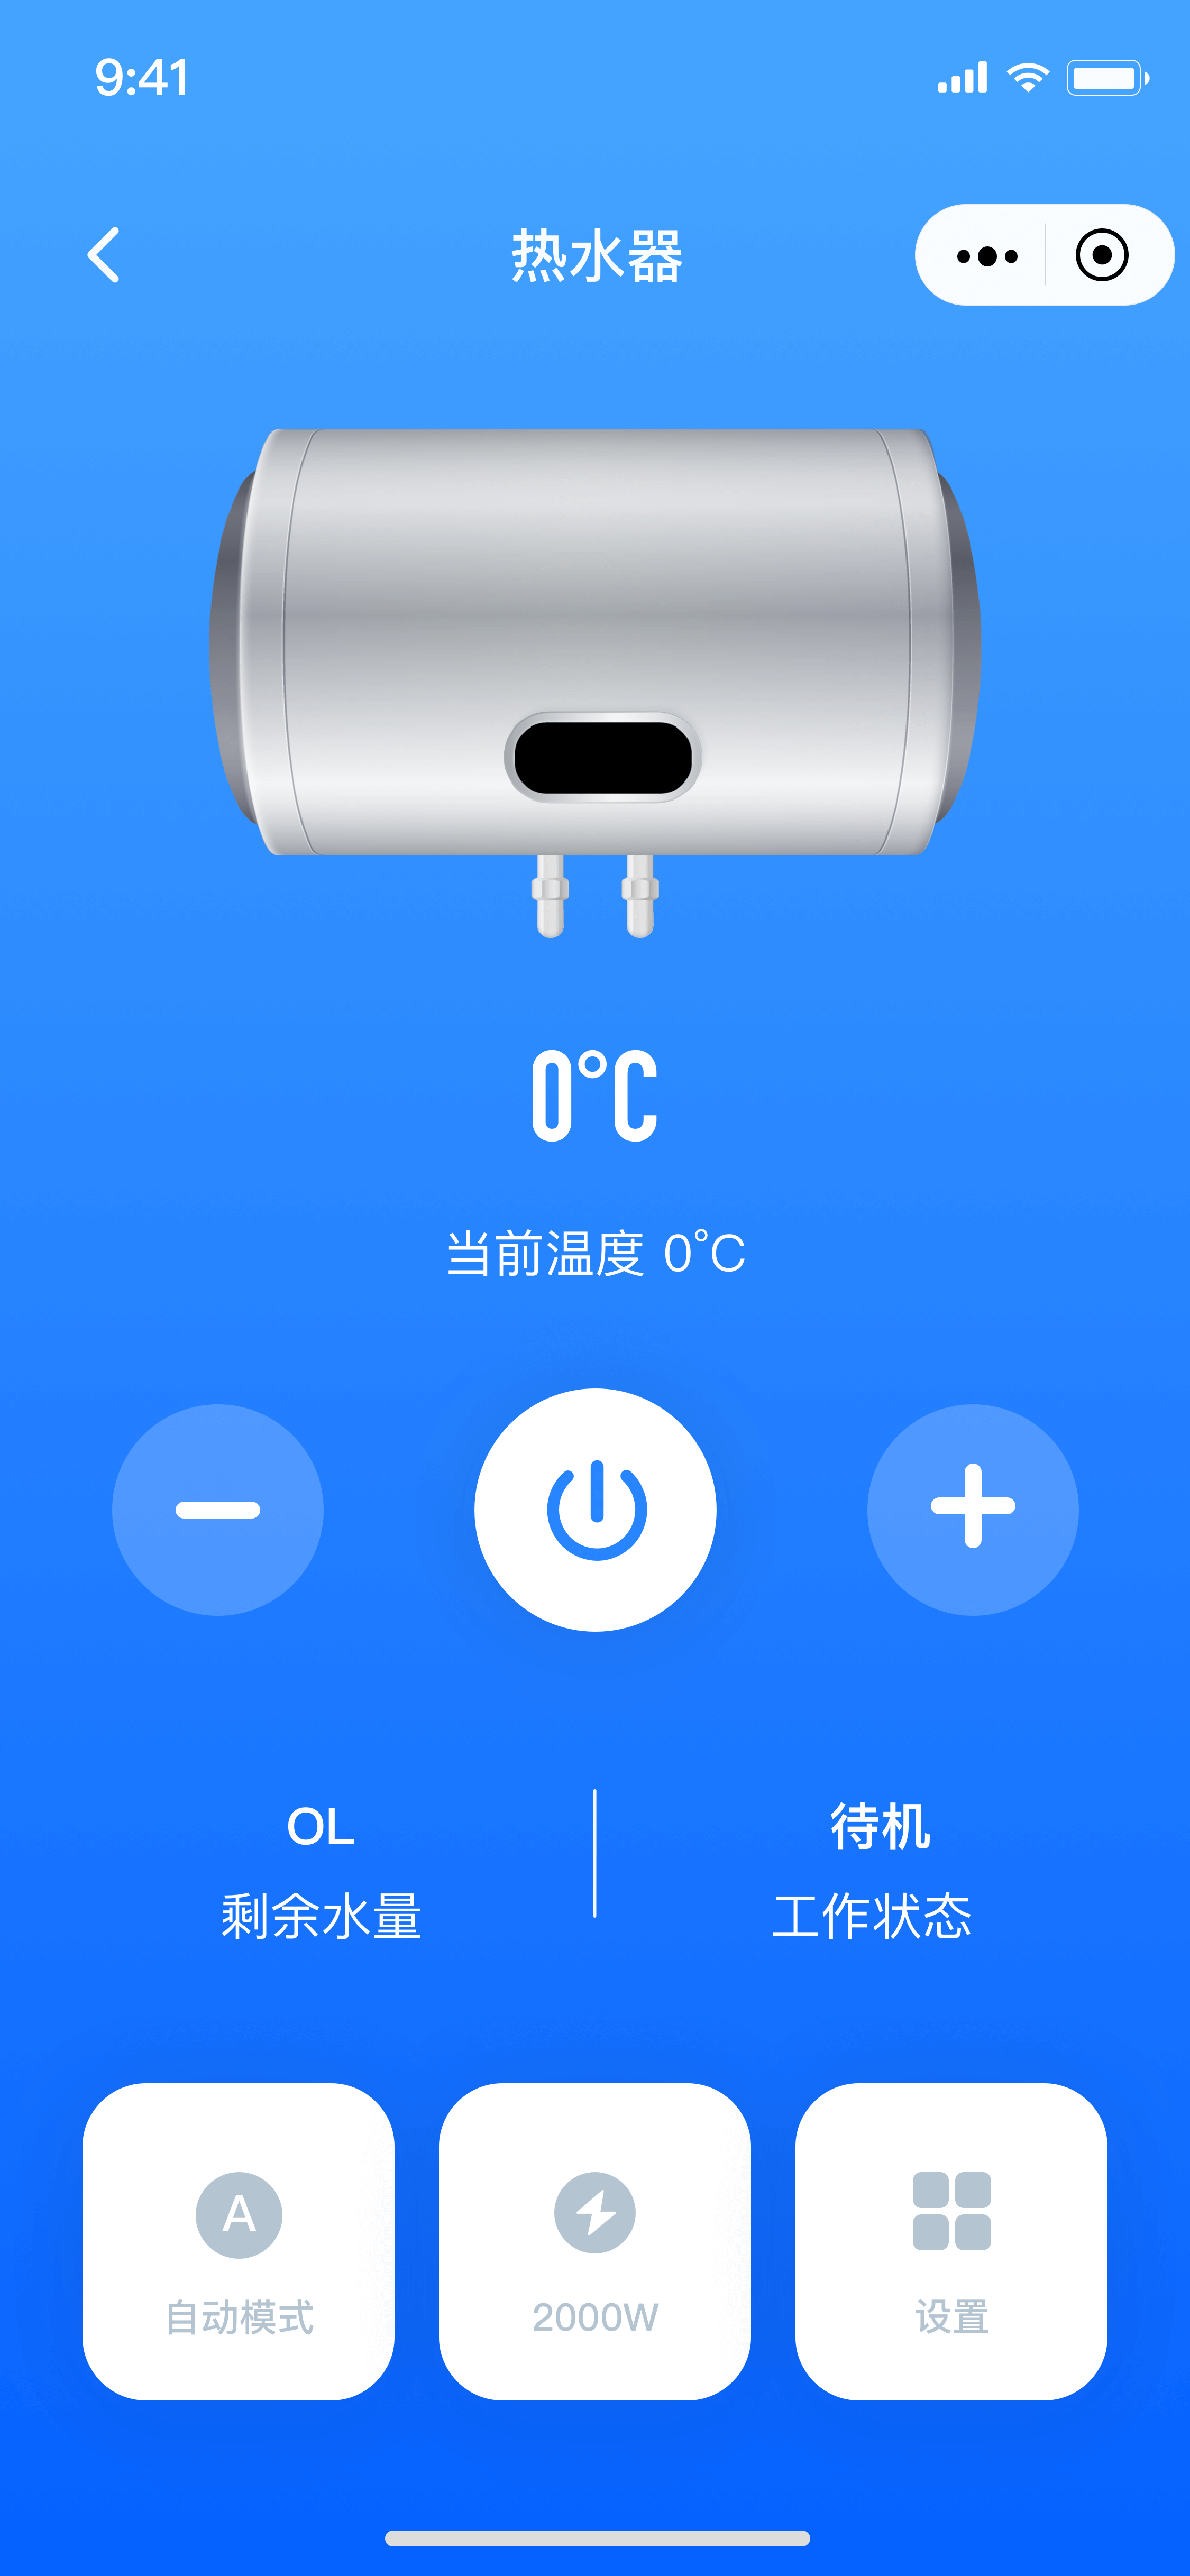 9:41
热水器
0°C
当前温度 0°C
OL
待机
剩余水量
工作状态
A
自动模式
2000W
设置